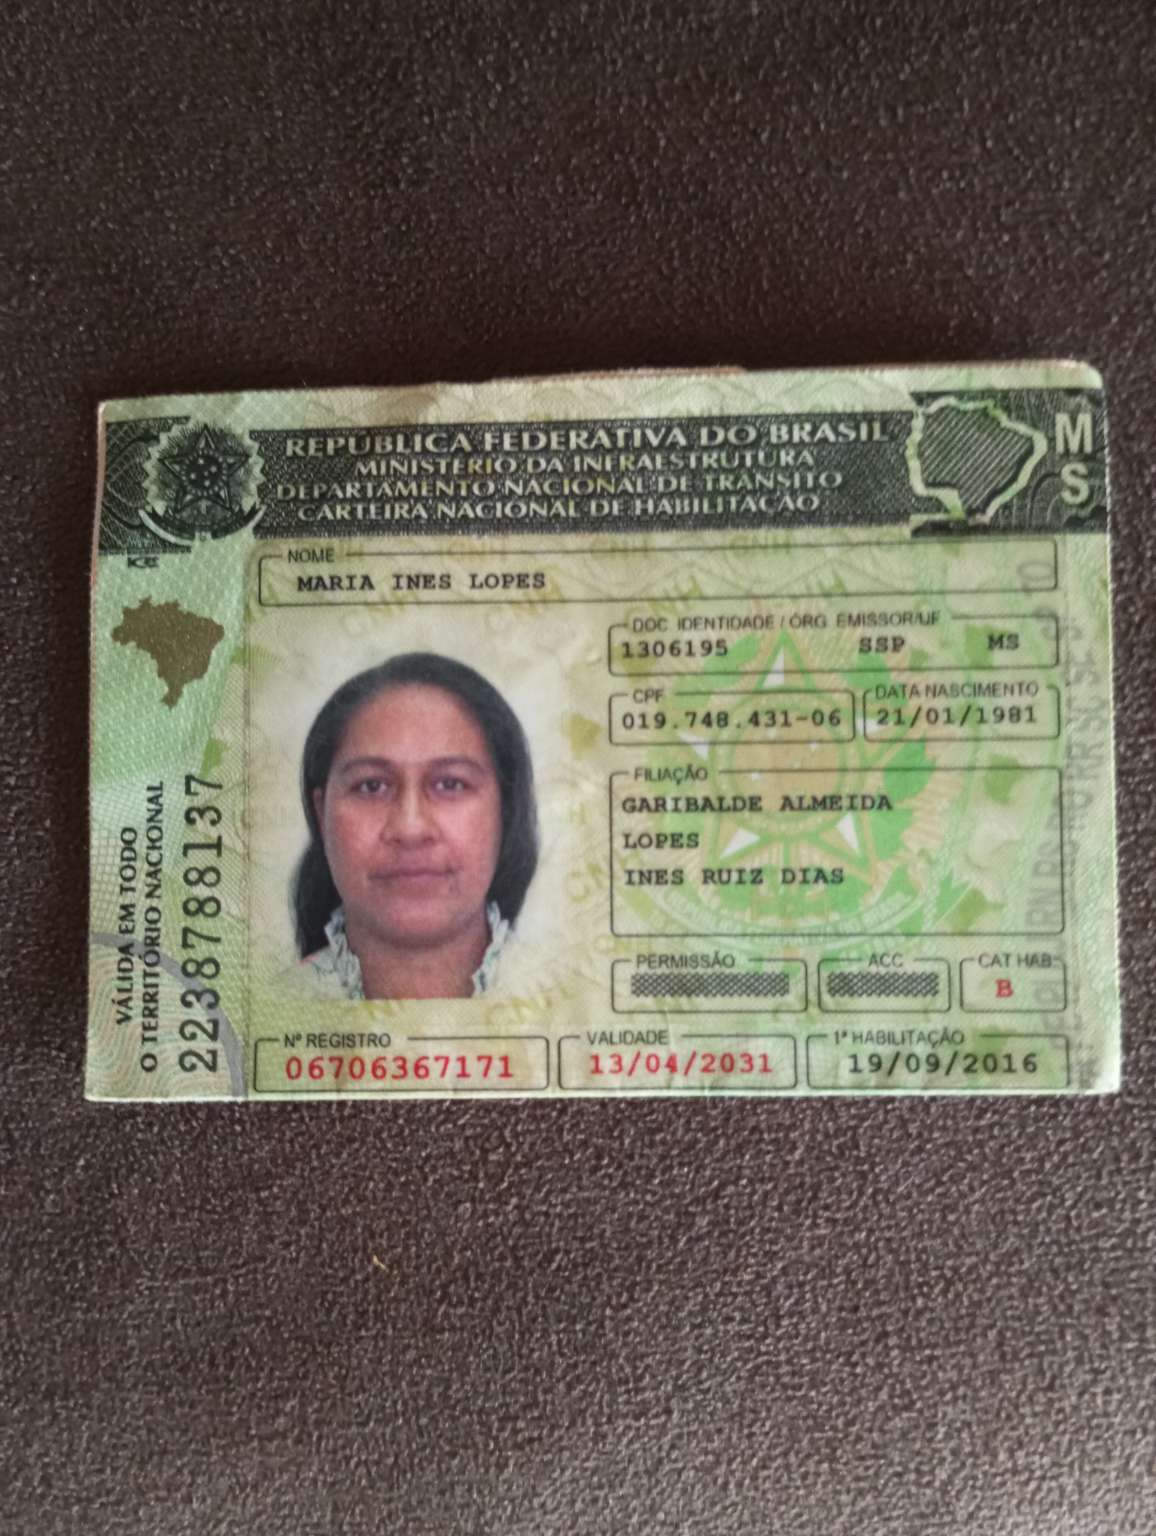 REPÚBLICA FEDERATIVA DO BRASIL
MINISTÉRIO DA INFRAESTRUTURA
DEPARTAMENTO NACIONAL DE TRÂNSITO
CARTEIRA NACIONAL DE HABILITAÇÃO
MS
NOME
MARIA INES LOPES
DOC IDENTIDADE / ÓRG EMISSOR/UF
1306195 SSP MS
CPF
019.748.431-06
DATA NASCIMENTO
21/01/1981
FILIAÇÃO
GARIBALDE ALMEIDA
LOPES
INES RUIZ DIAS
PERMISSÃO
ACC
CAT HAB
B
Nº REGISTRO
06706367171
VALIDADE
13/04/2031
1ª HABILITAÇÃO
19/09/2016
VÁLIDA EM TODO
O TERRITÓRIO NACIONAL
2238788137